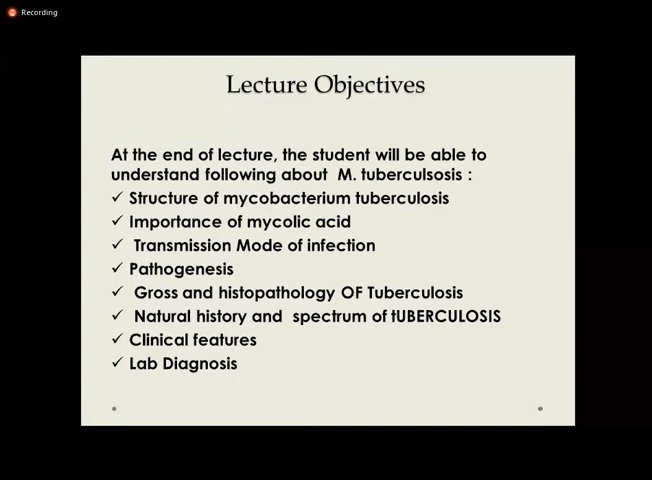 Recording
Lecture Objectives
At the end of lecture, the student will be able to
understand following about M. tuberculsosis :
✓ Structure of mycobacterium tuberculosis
✓ Importance of mycolic acid
✓ Transmission Mode of infection
✓ Pathogenesis
✓ Gross and histopathology OF Tuberculosis
✓ Natural history and spectrum of tUBERCULOSIS
✓ Clinical features
✓ Lab Diagnosis